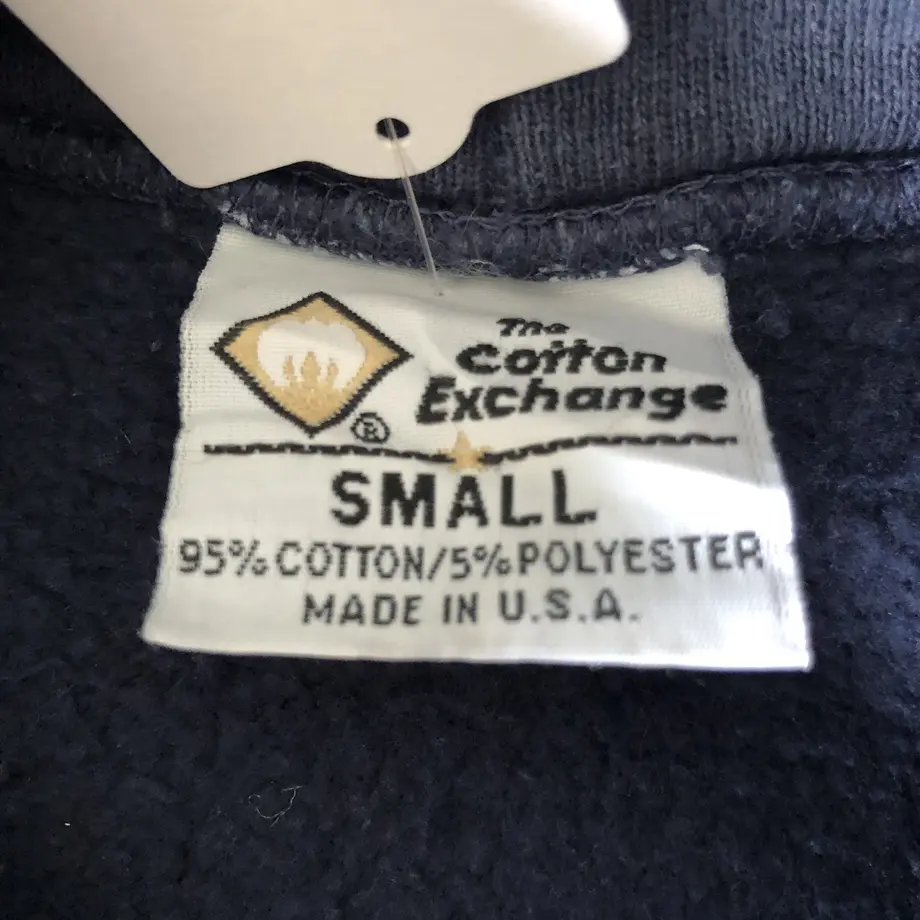 The
Cotton
Exchange
®
SMALL
95% COTTON/5% POLYESTER
MADE IN U.S.A.